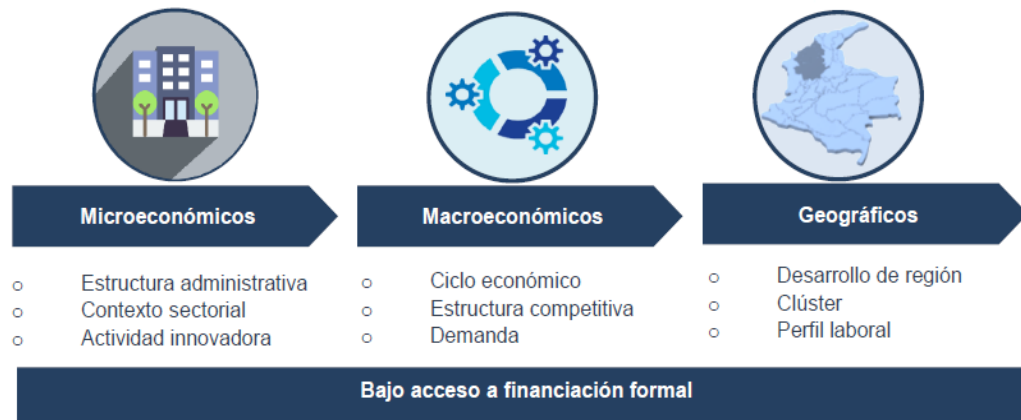 Microeconómicos
Estructura administrativa
Contexto sectorial
Actividad innovadora
Macroeconómicos
Ciclo económico
Estructura competitiva
Demanda
Geográficos
Desarrollo de región
Clúster
Perfil laboral
Bajo acceso a financiación formal